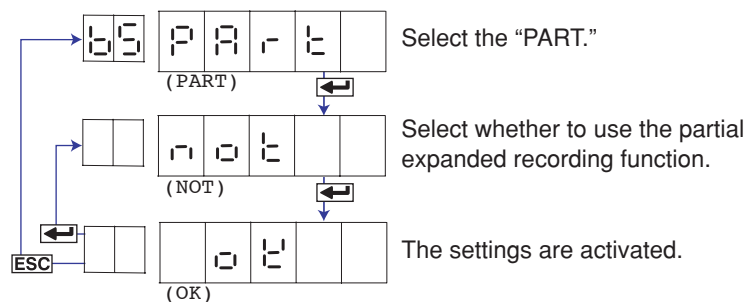 bS PArt Select the “PART.”
(PART)
not Select whether to use the partial
expanded recording function.
(NOT)
oK The settings are activated.
ESC
(OK)